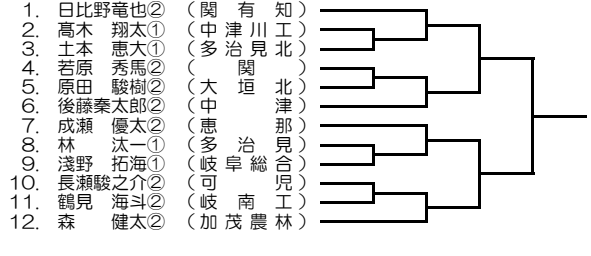 1. 日比野竜也② （関有知）
2.髙木　翔太① （中津川工）
3. 土本　恵大① （多治見北）
4. 若原　秀馬② （関）
5. 原田　駿樹② （大垣北）
6. 後藤秦太郎② （中津）
7. 成瀬　優太② （恵那）
8. 林　汰一① （多治見）
9. 淺野　拓海① （岐阜総合）
10. 長瀬駿之介② （可児）
11. 鶴見　海斗② （岐南工）
12. 森　健太② （加茂農林）